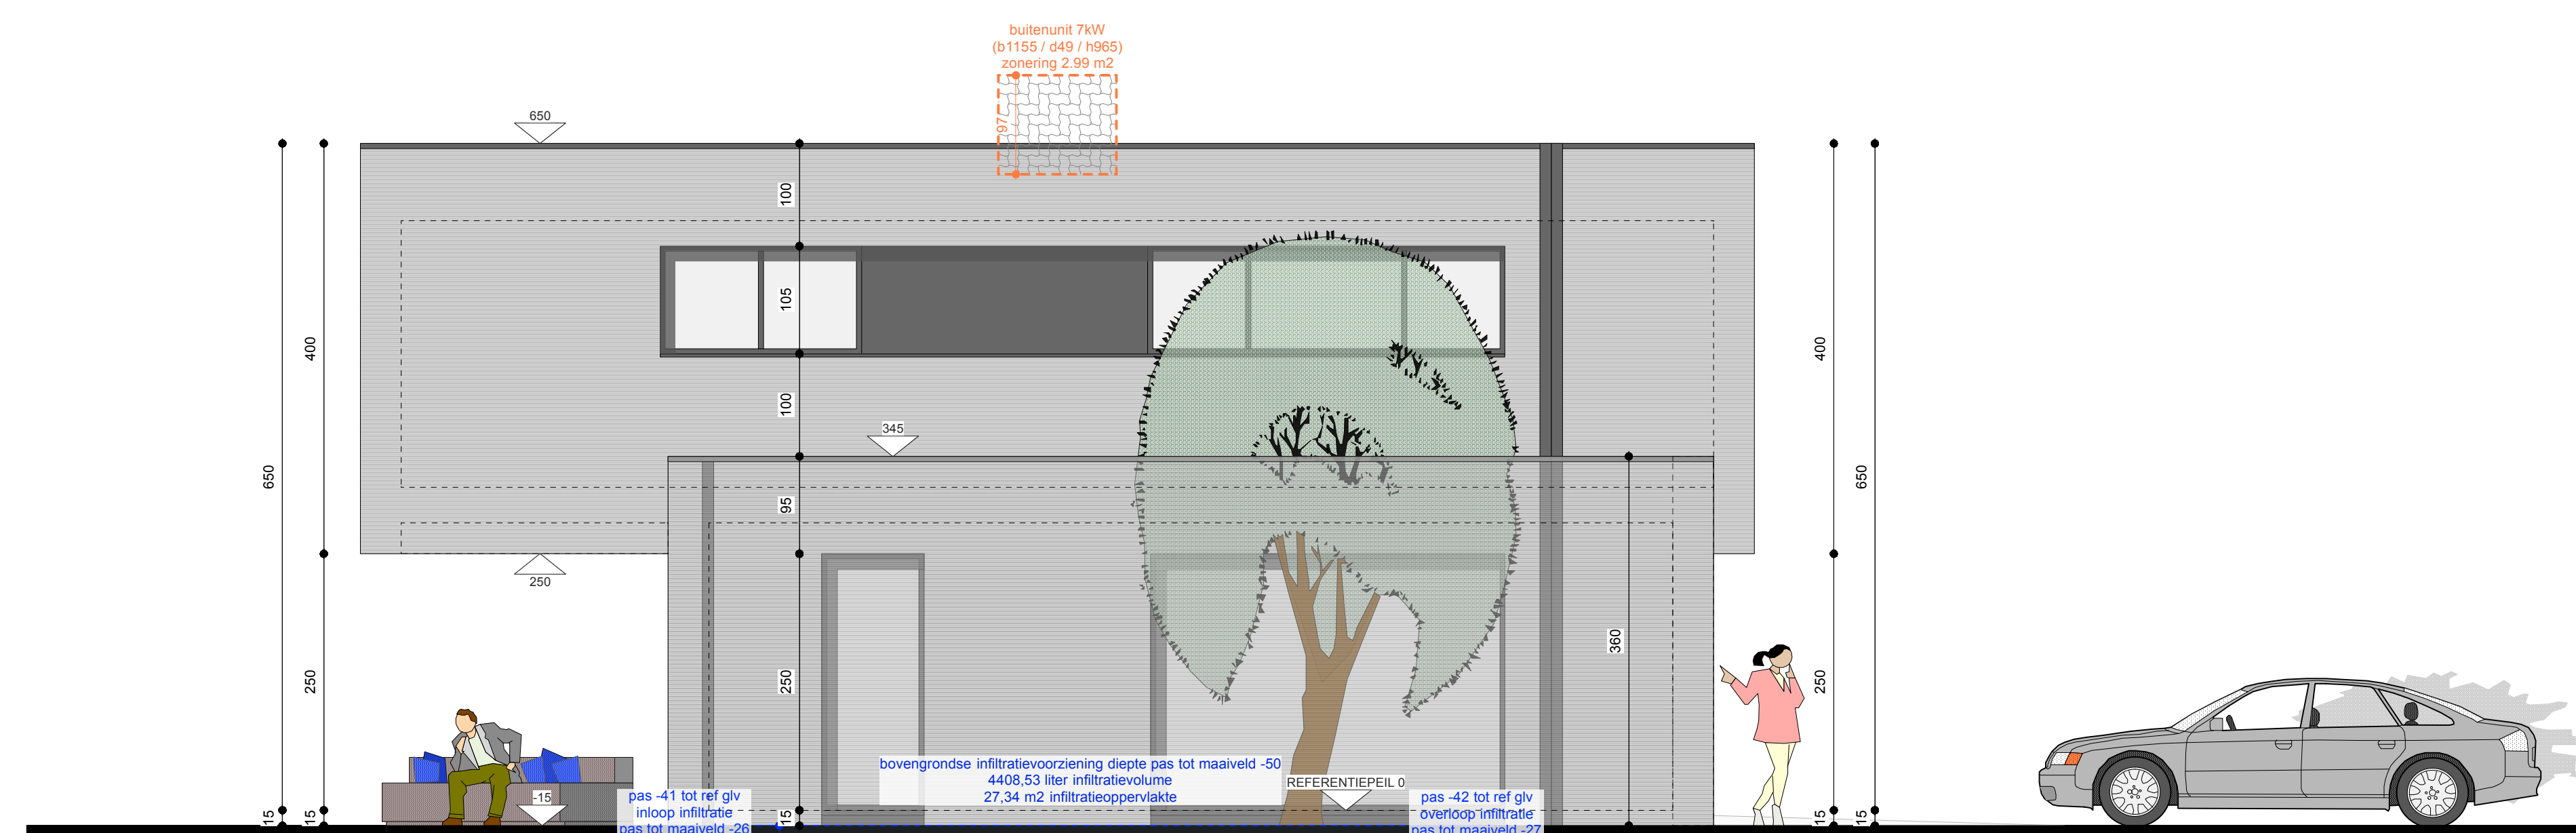 buitenunit 7kW
(b1155 / d49 / h965)
zonering 2.99 m2
97
650
100
105
100
95
250
15
345
250
-15
650
15
400
250
15
400
250
15
650
15
360
bovengrondse infiltratievoorziening diepte pas tot maaiveld -50
4408,53 liter infiltratievolume
27,34 m2 infiltratieoppervlakte
REFERENTIEPEIL 0
pas -41 tot ref glv
inloop infiltratie
pas tot maaiveld -26
pas -42 tot ref glv
overloop infiltratie
pas tot maaiveld -27